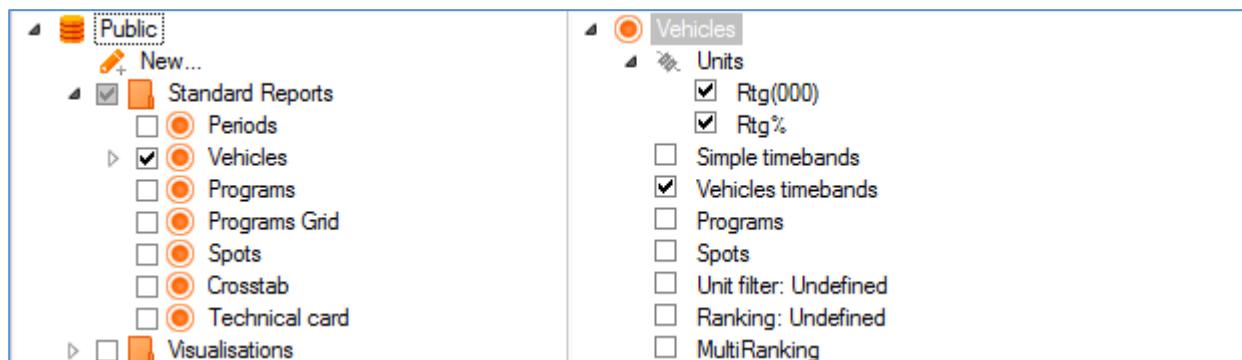 Public
New...
Standard Reports
Periods
Vehicles
Programs
Programs Grid
Spots
Crosstab
Technical card
Visualisations
Vehicles
Units
Rtg(000)
Rtg%
Simple timebands
Vehicles timebands
Programs
Spots
Unit filter: Undefined
Ranking: Undefined
MultiRanking